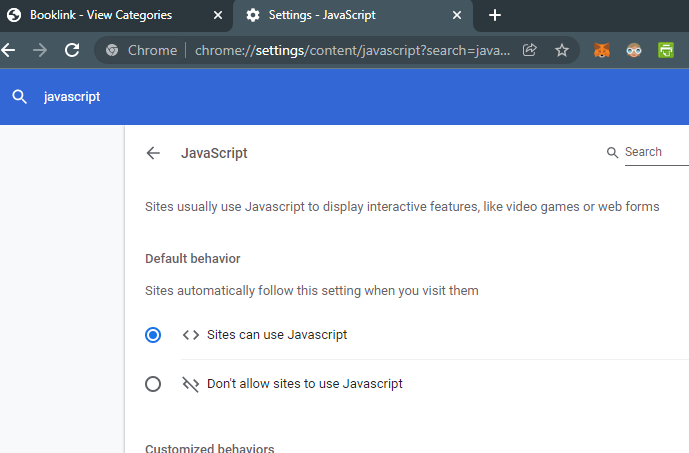 Booklink - View Categories
Settings - JavaScript
Chrome
chrome://settings/content/javascript?search=java...
javascript
JavaScript
Search
Sites usually use Javascript to display interactive features, like video games or web forms
Default behavior
Sites automatically follow this setting when you visit them
Sites can use Javascript
Don't allow sites to use Javascript
Customized behaviors